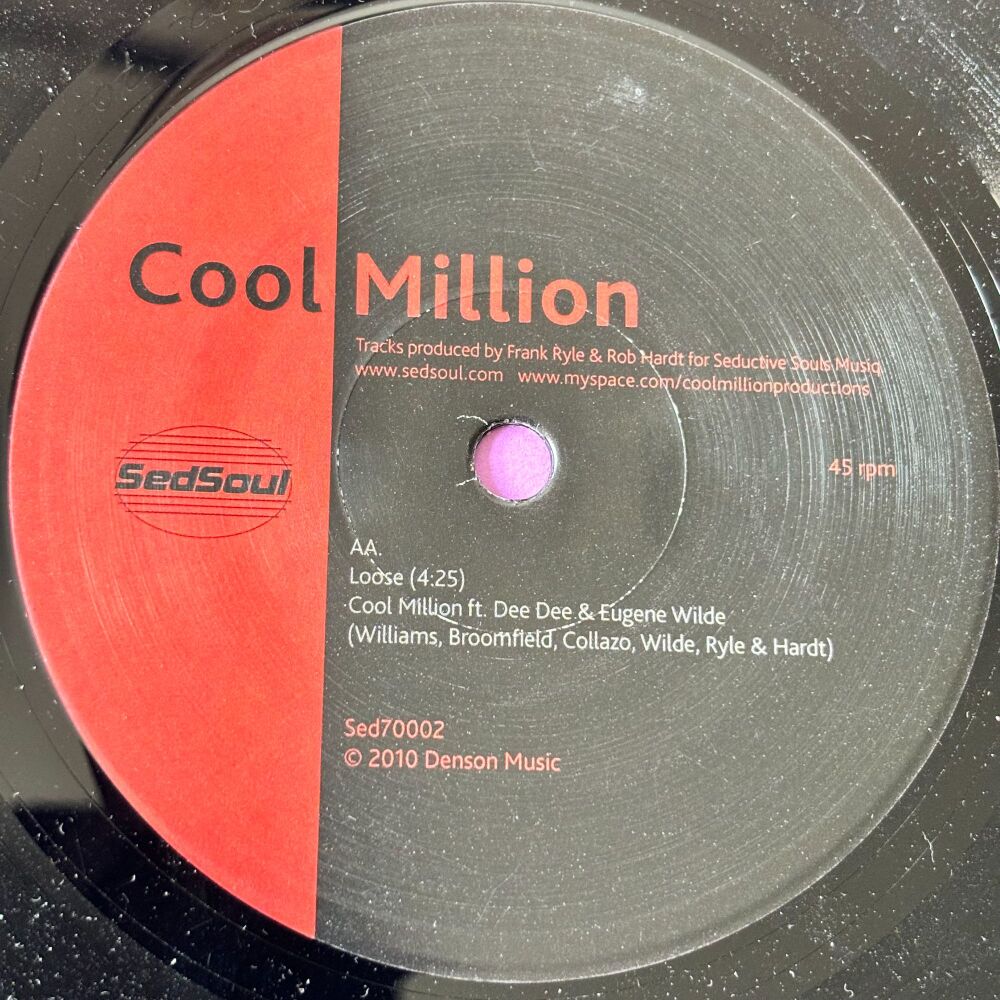 Cool Million
Tracks produced by Frank Ryle & Rob Hardt for Seductive Souls Musiq
www.sedsoul.com www.myspace.com/coolmillionproductions
SedSoul
45 rpm
AA.
Loose (4:25)
Cool Million ft. Dee Dee & Eugene Wilde
(Williams, Broomfield, Collazo, Wilde, Ryle & Hardt)
Sed70002
© 2010 Denson Music